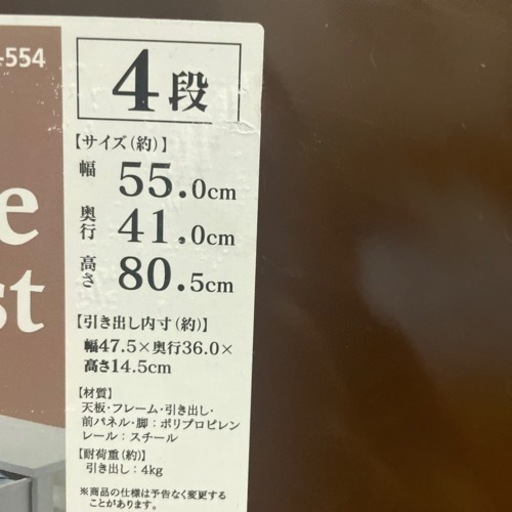 -554
4段
【サイズ(約)】
幅 55.0cm
奥行 41.0cm
高さ 80.5cm
e
st
【引き出し内寸(約)】
幅47.5×奥行36.0×
高さ14.5cm
【材質】
天板・フレーム・引き出し・
前パネル・脚：ポリプロピレン
レール：スチール
【耐荷重(約)】
引き出し：4kg
※商品の仕様は予告なく変更する
ことがあります。